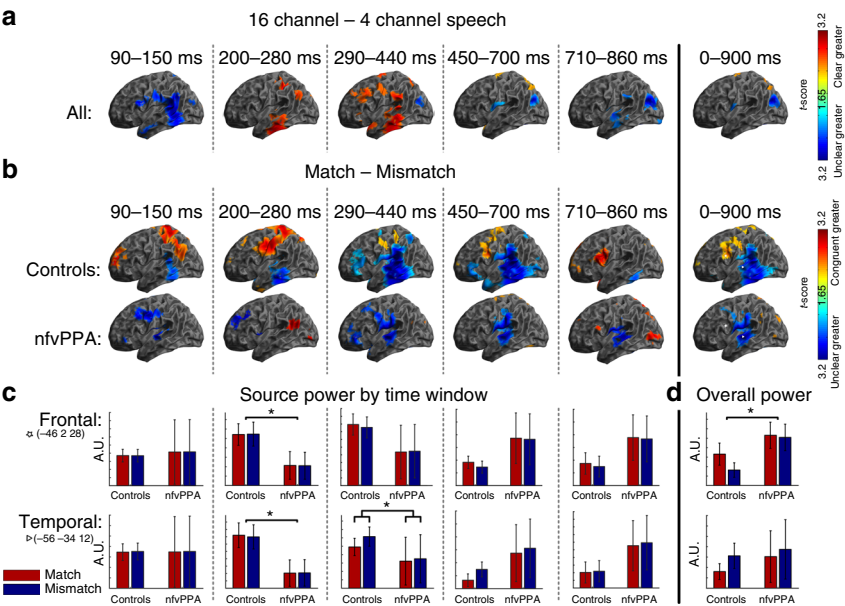 a
16 channel – 4 channel speech
90–150 ms 200–280 ms 290–440 ms 450–700 ms 710–860 ms 0–900 ms
All:
3.2 1.65 3.2
t-score
Unclear greater Clear greater
b
Match – Mismatch
90–150 ms 200–280 ms 290–440 ms 450–700 ms 710–860 ms 0–900 ms
Controls:
nfvPPA:
3.2 1.65 3.2
t-score
Unclear greater Congruent greater
c Source power by time window d Overall power
Frontal:
(–46 2 28)
A.U. * * A.U.
Controls nfvPPA Controls nfvPPA Controls nfvPPA Controls nfvPPA Controls nfvPPA Controls nfvPPA
Temporal:
(–56 –34 12)
A.U. * * A.U.
Match
Mismatch
Controls nfvPPA Controls nfvPPA Controls nfvPPA Controls nfvPPA Controls nfvPPA Controls nfvPPA